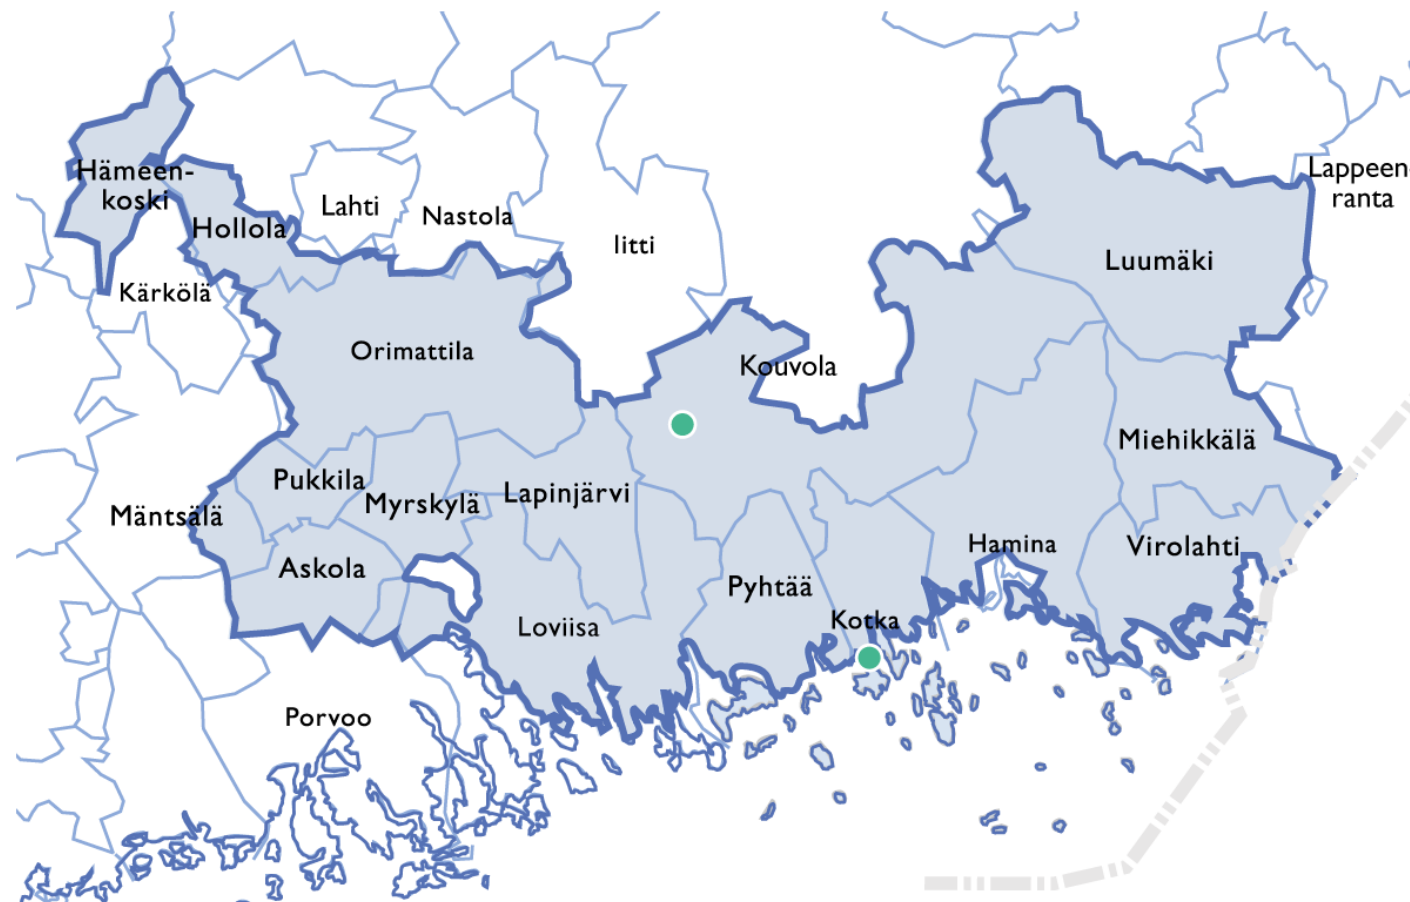 Hämeen-
koski
Hollola
Lahti
Nastola
Iitti
Lappeen-
ranta
Luumäki
Kärkölä
Orimattila
Kouvola
Miehikkälä
Pukkila
Myrskylä
Lapinjärvi
Mäntsälä
Hamina
Virolahti
Askola
Pyhtää
Loviisa
Kotka
Porvoo